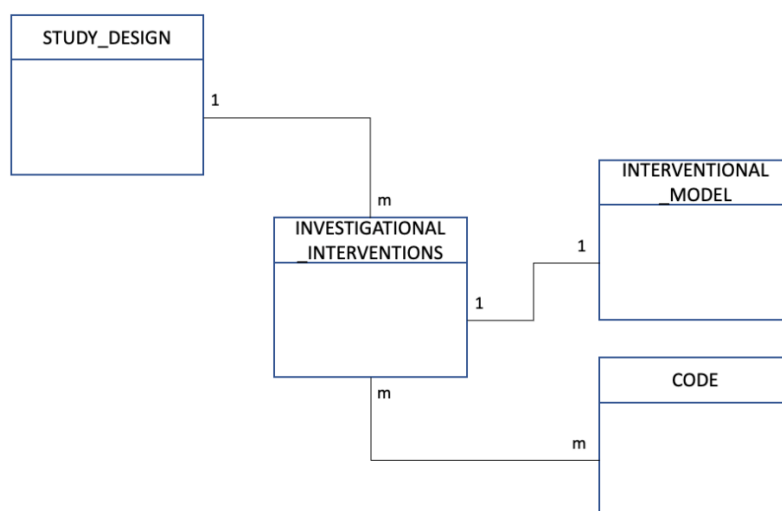 STUDY_DESIGN
1
m
INVESTIGATIONAL
_INTERVENTIONS
INTERVENTIONAL
_MODEL
1
1
m
m
CODE